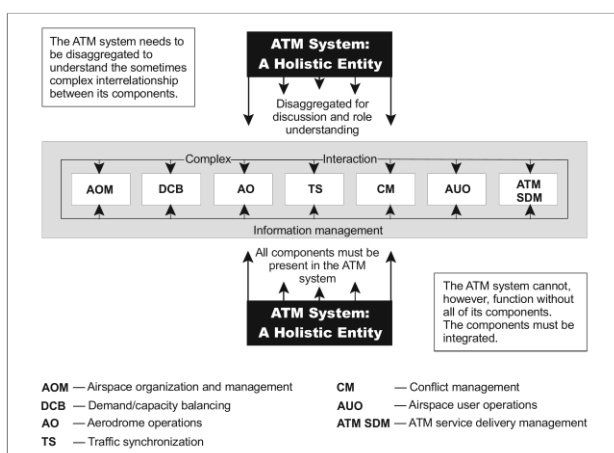 The ATM system needs to
be disaggregated to
understand the sometimes
complex interrelationship
between its components.
ATM System:
A Holistic Entity
Disaggregated for
discussion and role
understanding
Complex
Interaction
AOM
DCB
AO
TS
CM
AUO
ATM
SDM
Information management
All components must be
present in the ATM
system
ATM System:
A Holistic Entity
The ATM system cannot,
however, function without
all of its components.
The components must be
integrated.
AOM — Airspace organization and management
DCB — Demand/capacity balancing
AO — Aerodrome operations
TS — Traffic synchronization
CM — Conflict management
AUO — Airspace user operations
ATM SDM — ATM service delivery management